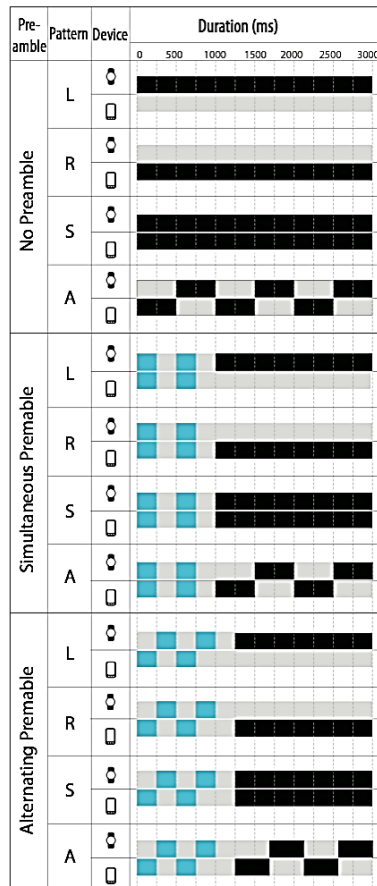 Pre-
amble Pattern Device Duration (ms)
0 500 1000 1500 2000 2500 3000
No Preamble
L
R
S
A
Simultaneous Premable
L
R
S
A
Alternating Premable
L
R
S
A